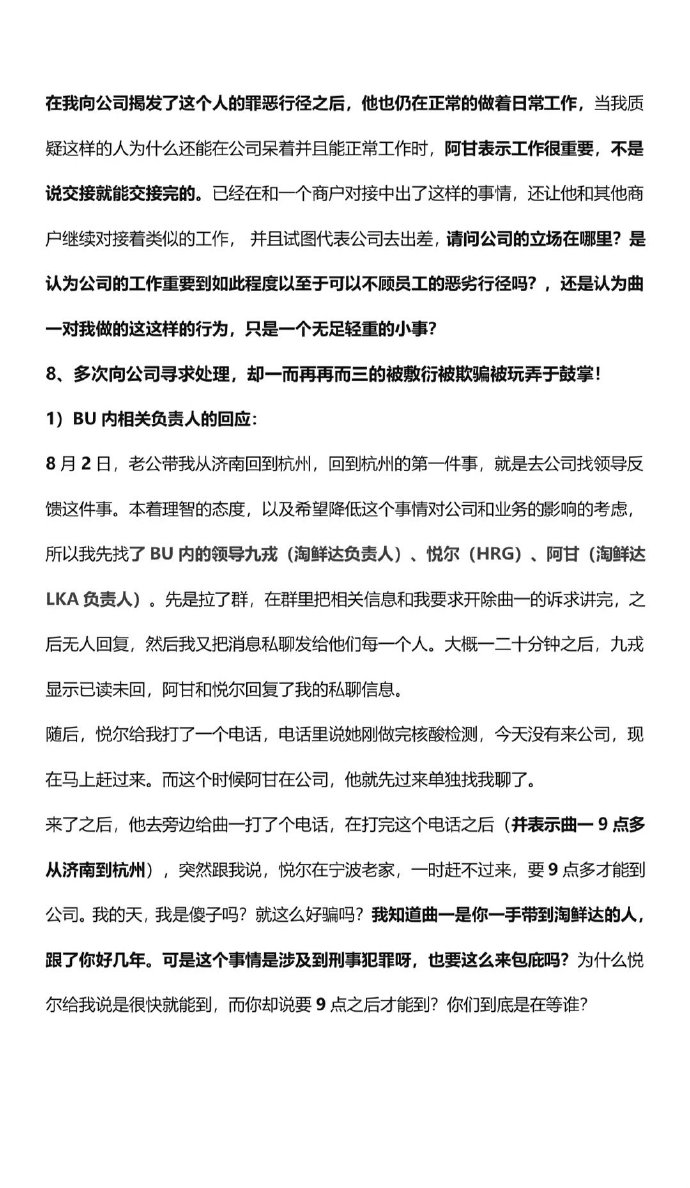 在我向公司揭发了这个人的罪恶行径之后，他也仍在正常的做着日常工作，当我质
疑这样的人为什么还能在公司呆着并且能正常工作时，阿甘表示工作很重要，不是
说交接就能交接完的。已经在和一个商户对接中出了这样的事情，还让他和其他商
户继续对接着类似的工作， 并且试图代表公司去出差，请问公司的立场在哪里？是
认为公司的工作重要到如此程度以至于可以不顾员工的恶劣行径吗？，还是认为曲
一对我做的这这样的行为，只是一个无足轻重的小事？
8、多次向公司寻求处理，却一而再再而三的被敷衍被欺骗被玩弄于鼓掌！
1）BU 内相关负责人的回应：
8 月 2 日，老公带我从济南回到杭州，回到杭州的第一件事，就是去公司找领导反
馈这件事。本着理智的态度，以及希望降低这个事情对公司和业务的影响的考虑，
所以我先找了 BU 内的领导九戎（淘鲜达负责人）、悦尔（HRG）、阿甘（淘鲜达
LKA 负责人）。先是拉了群，在群里把相关信息和我要求开除曲一的诉求讲完，之
后无人回复，然后我又把消息私聊发给他们每一个人。大概一二十分钟之后，九戎
显示已读未回，阿甘和悦尔回复了我的私聊信息。
随后，悦尔给我打了一个电话，电话里说她刚做完核酸检测，今天没有来公司，现
在马上赶过来。而这个时候阿甘在公司，他就先过来单独找我聊了。
来了之后，他去旁边给曲一打了个电话，在打完这个电话之后（并表示曲一 9 点多
从济南到杭州），突然跟我说，悦尔在宁波老家，一时赶不过来，要 9 点多才能到
公司。我的天，我是傻子吗？就这么好骗吗？我知道曲一是你一手带到淘鲜达的人，
跟了你好几年。可是这个事情是涉及到刑事犯罪呀，也要这么来包庇吗？为什么悦
尔给我说是很快就能到，而你却说要 9 点之后才能到？你们到底是在等谁？